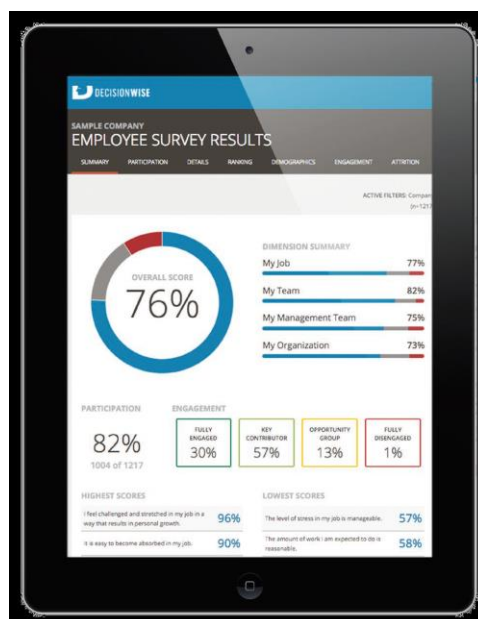 DECISIONWISE
SAMPLE COMPANY
EMPLOYEE SURVEY RESULTS
SUMMARY PARTICIPATION DETAILS RANKING DEMOGRAPHICS ENGAGEMENT ATTRITION
ACTIVE FILTERS: Compan
(n=1217
OVERALL SCORE
76%
DIMENSION SUMMARY
My Job 77%
My Team 82%
My Management Team 75%
My Organization 73%
PARTICIPATION
82%
1004 of 1217
ENGAGEMENT
FULLY
ENGAGED
30%
KEY
CONTRIBUTOR
57%
OPPORTUNITY
GROUP
13%
FULLY
DISENGAGED
1%
HIGHEST SCORES
I feel challenged and stretched in my job in a
way that results in personal growth.
96%
It is easy to become absorbed in my job. 90%
LOWEST SCORES
The level of stress in my job is manageable. 57%
The amount of work I am expected to do is
reasonable.
58%